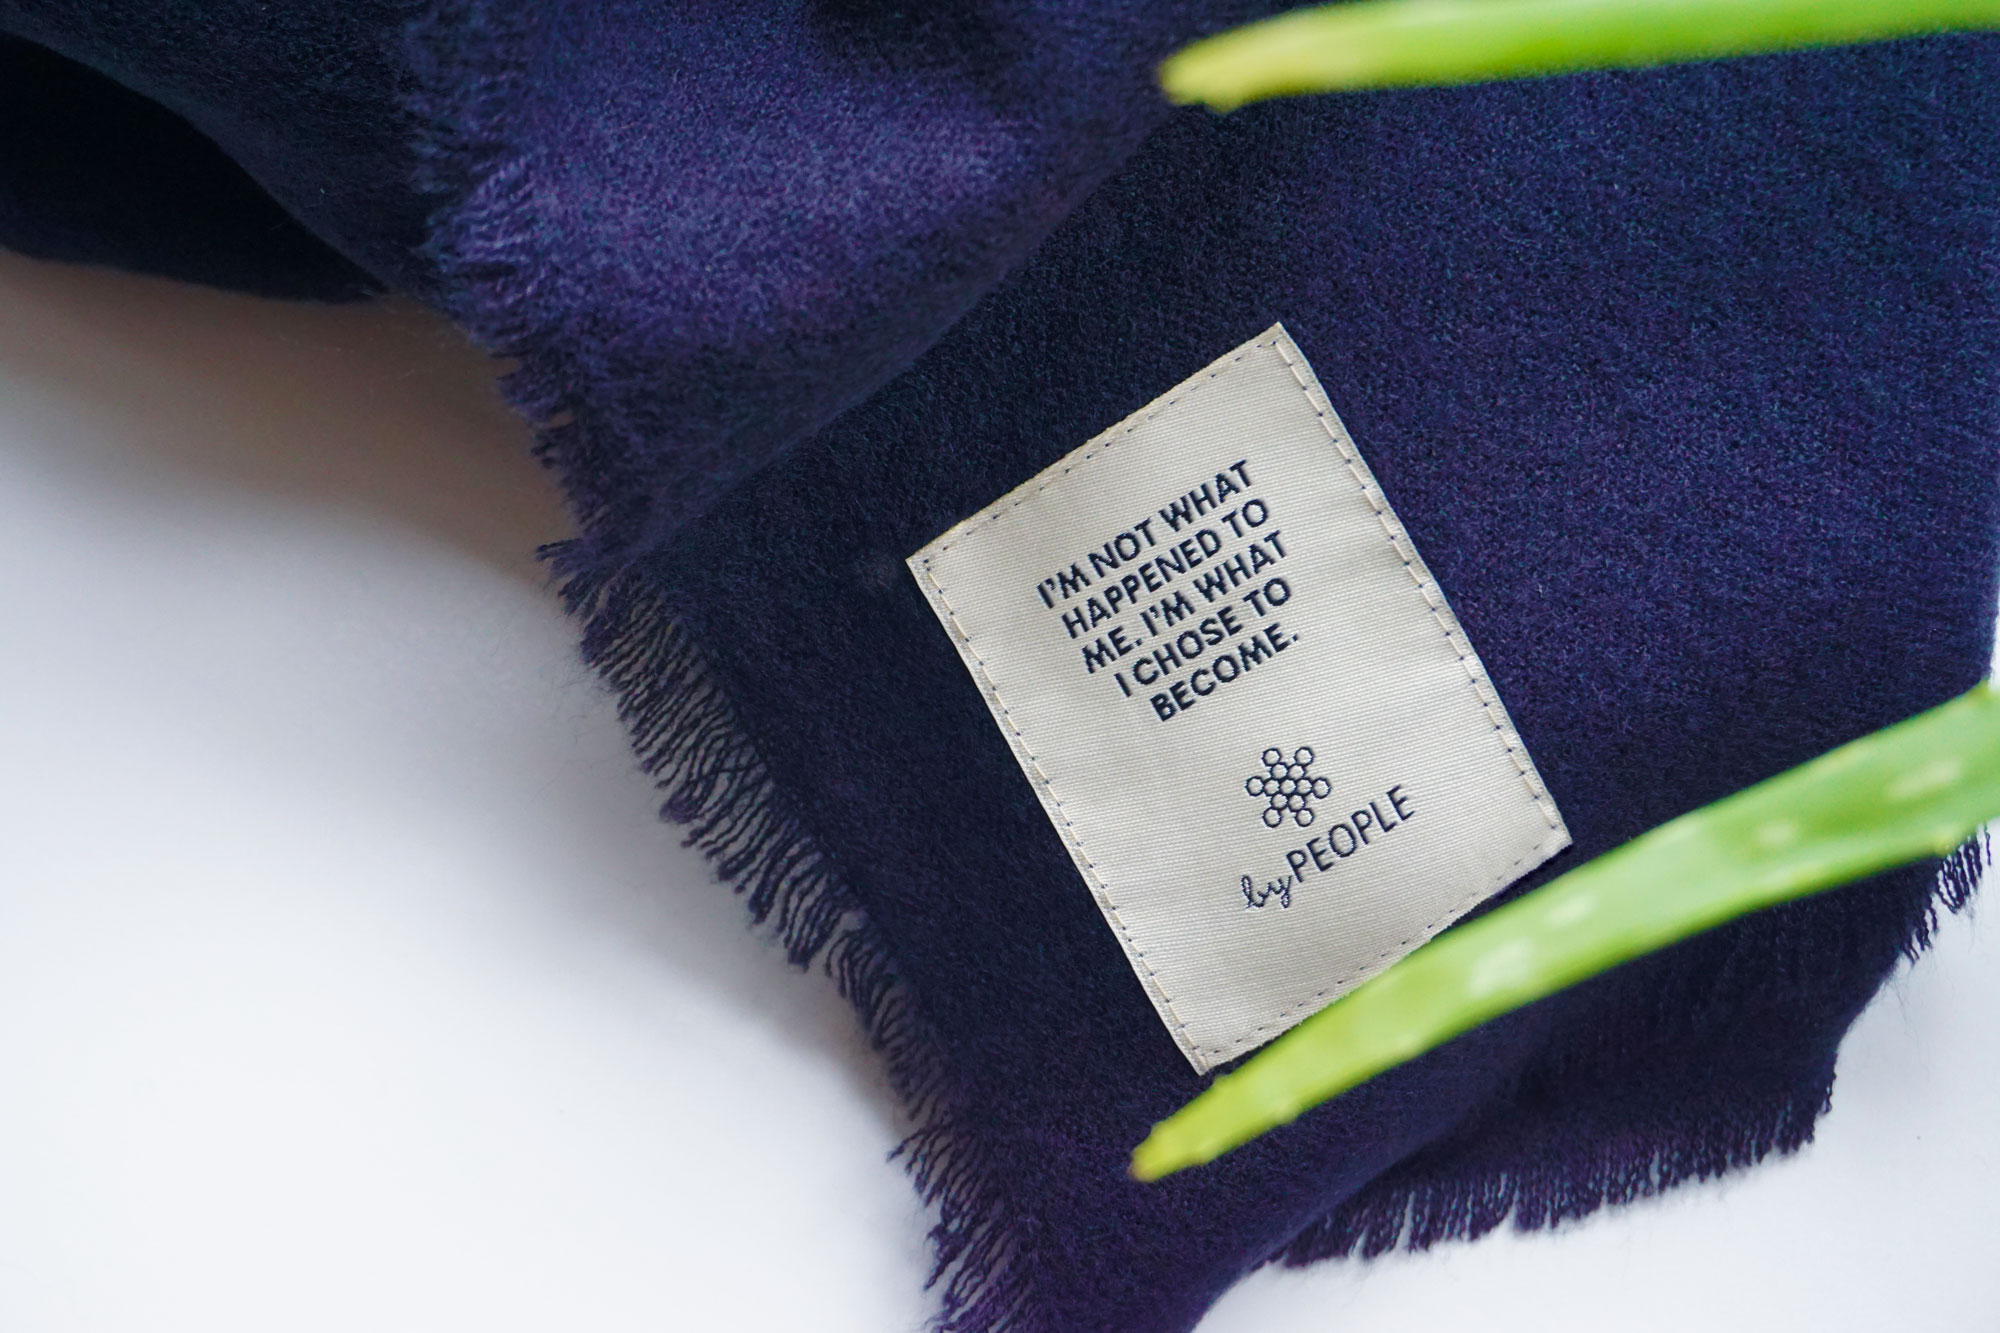 I'M NOT WHAT
HAPPENED TO
ME. I'M WHAT
I CHOSE TO
BECOME.
byPEOPLE